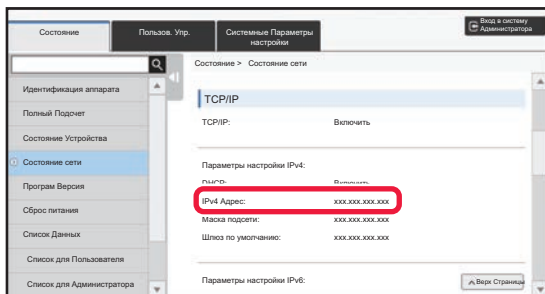 Состояние
Пользов. Упр.
Системные Параметры
настройки
Вход в систему
Администратора
Состояние > Состояние сети
Идентификация аппарата
Полный Подсчет
Состояние Устройства
Состояние сети
Програм Версия
Сброс питания
Список Данных
Список для Пользователя
Список для Администратора
TCP/IP
TCP/IP: Включить
Параметры настройки IPv4:
DHCP: Включить
IPv4 Адрес: xxx.xxx.xxx.xxx
Маска подсети: xxx.xxx.xxx.xxx
Шлюз по умолчанию: xxx.xxx.xxx.xxx
Параметры настройки IPv6:
Верх Страницы